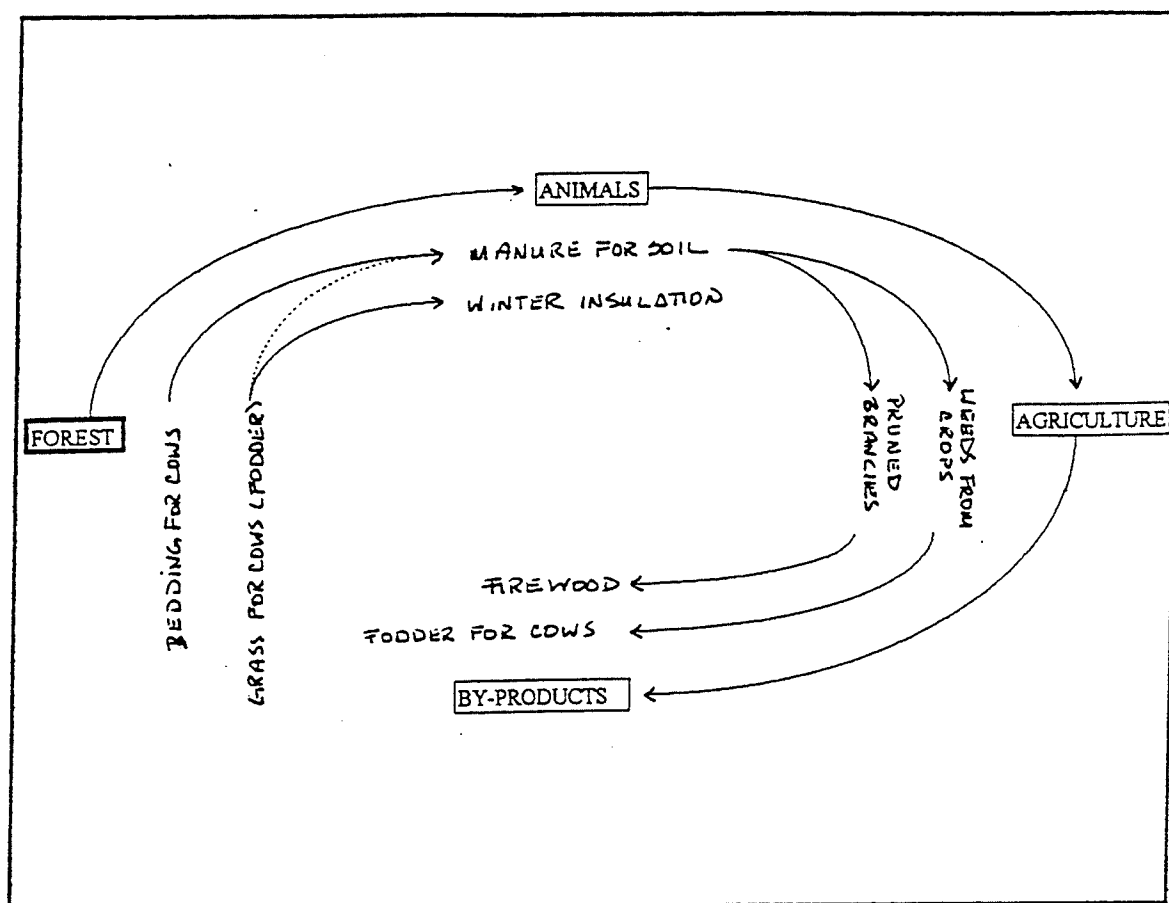 ANIMALS
MANURE FOR SOIL
WINTER INSULATION
FOREST
BEDDING FOR COWS
GRASS FOR COWS (FODDER)
PRUNED
BRANCHES
WEEDS FROM
CROPS
AGRICULTURE
FIREWOOD
FODDER FOR COWS
BY-PRODUCTS